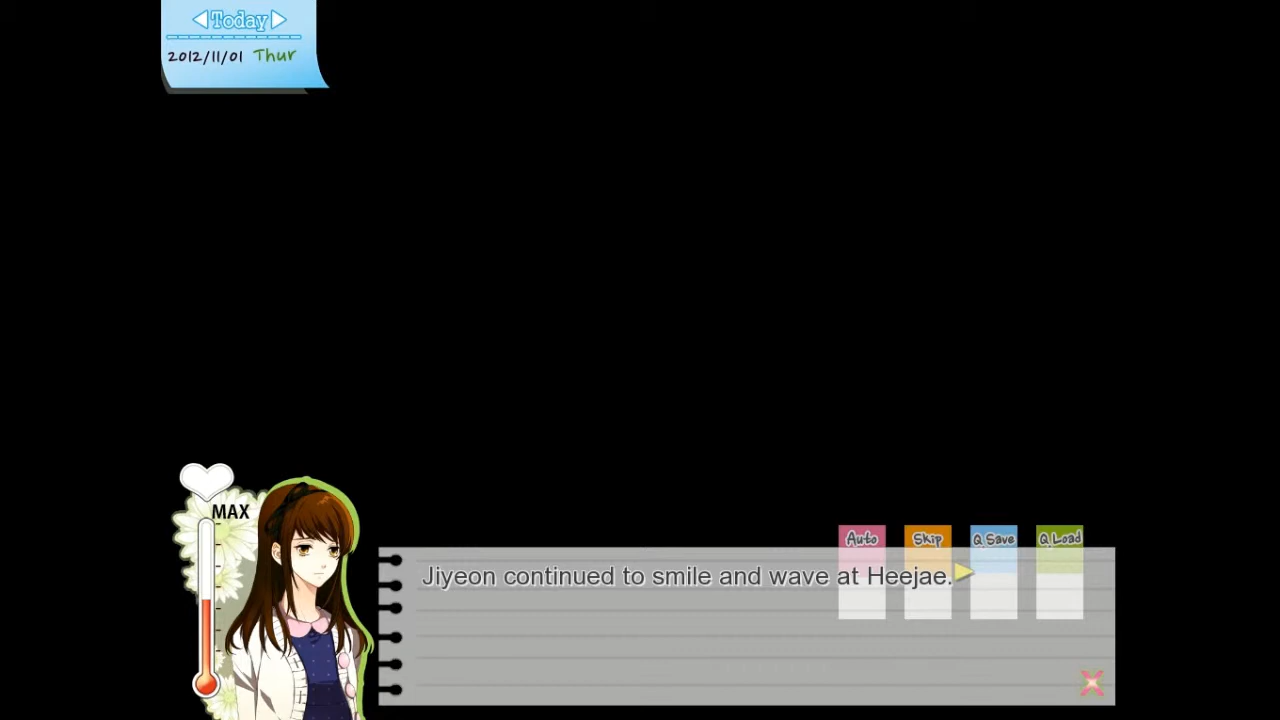 Today
2012/11/01 Thur
MAX
Auto
Skip
Q.Save
Q.Load
Jiyeon continued to smile and wave at Heejae.